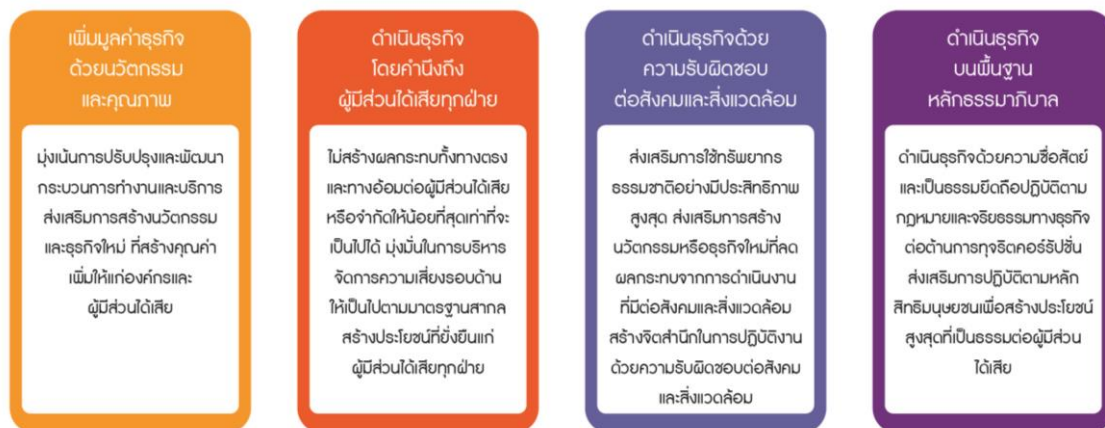 เพิ่มมูลค่าธุรกิจ
ด้วยนวัตกรรม
และคุณภาพ
มุ่งเน้นการปรับปรุงและพัฒนา
กระบวนการทำงานและบริการ
ส่งเสริมการสร้างนวัตกรรม
และธุรกิจใหม่ ที่สร้างคุณค่า
เพิ่มให้แก่องค์กรและ
ผู้มีส่วนได้เสีย
ดำเนินธุรกิจ
โดยคำนึงถึง
ผู้มีส่วนได้เสียทุกฝ่าย
ไม่สร้างผลกระทบทั้งทางตรง
และทางอ้อมต่อผู้มีส่วนได้เสีย
หรือจำกัดให้น้อยที่สุดเท่าที่จะ
เป็นไปได้ มุ่งมั่นในการบริหาร
จัดการความเสี่ยงรอบด้าน
ให้เป็นไปตามมาตรฐานสากล
สร้างประโยชน์ที่ยั่งยืนแก่
ผู้มีส่วนได้เสียทุกฝ่าย
ดำเนินธุรกิจด้วย
ความรับผิดชอบ
ต่อสังคมและสิ่งแวดล้อม
ส่งเสริมการใช้ทรัพยากร
ธรรมชาติอย่างมีประสิทธิภาพ
สูงสุด ส่งเสริมการสร้าง
นวัตกรรมหรือธุรกิจใหม่ที่ลด
ผลกระทบจากการดำเนินงาน
ที่มีต่อสังคมและสิ่งแวดล้อม
สร้างจิตสำนึกในการปฏิบัติงาน
ด้วยความรับผิดชอบต่อสังคม
และสิ่งแวดล้อม
ดำเนินธุรกิจ
บนพื้นฐาน
หลักธรรมาภิบาล
ดำเนินธุรกิจด้วยความซื่อสัตย์
และเป็นธรรมยึดถือปฏิบัติตาม
กฎหมายและจริยธรรมทางธุรกิจ
ต่อต้านการทุจริตคอร์รัปชั่น
ส่งเสริมการปฏิบัติตามหลัก
สิทธิมนุษยชนเพื่อสร้างประโยชน์
สูงสุดที่เป็นธรรมต่อผู้มีส่วน
ได้เสีย